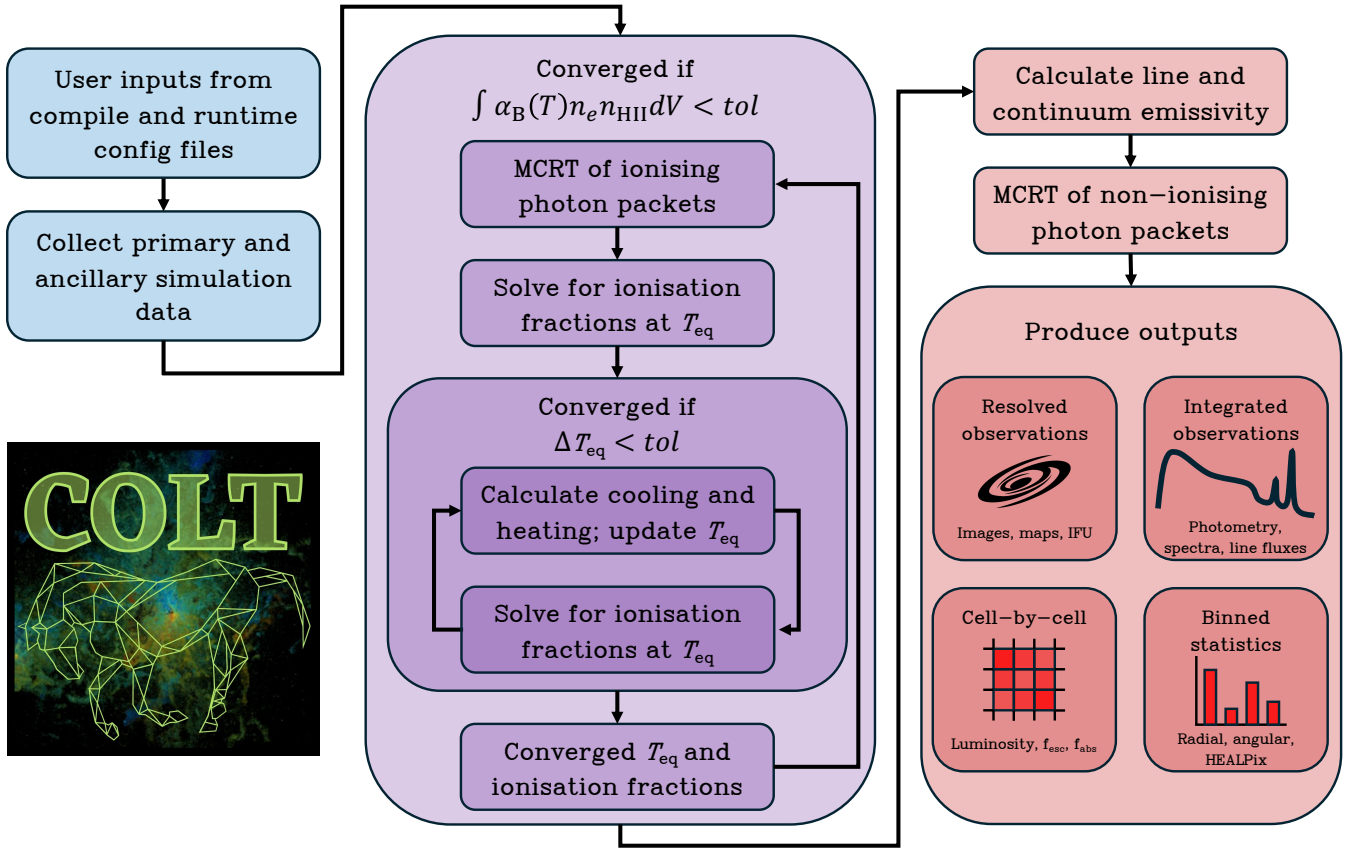 User inputs from
compile and runtime
config files
Collect primary and
ancillary simulation
data
COLT
Converged if
∫ α_B(T)n_e n_HII dV < tol
MCRT of ionising
photon packets
Solve for ionisation
fractions at T_eq
Converged if
ΔT_eq < tol
Calculate cooling and
heating; update T_eq
Solve for ionisation
fractions at T_eq
Converged T_eq and
ionisation fractions
Calculate line and
continuum emissivity
MCRT of non−ionising
photon packets
Produce outputs
Resolved
observations
Images, maps, IFU
Integrated
observations
Photometry,
spectra, line fluxes
Cell−by−cell
Luminosity, f_esc, f_abs
Binned
statistics
Radial, angular,
HEALPix